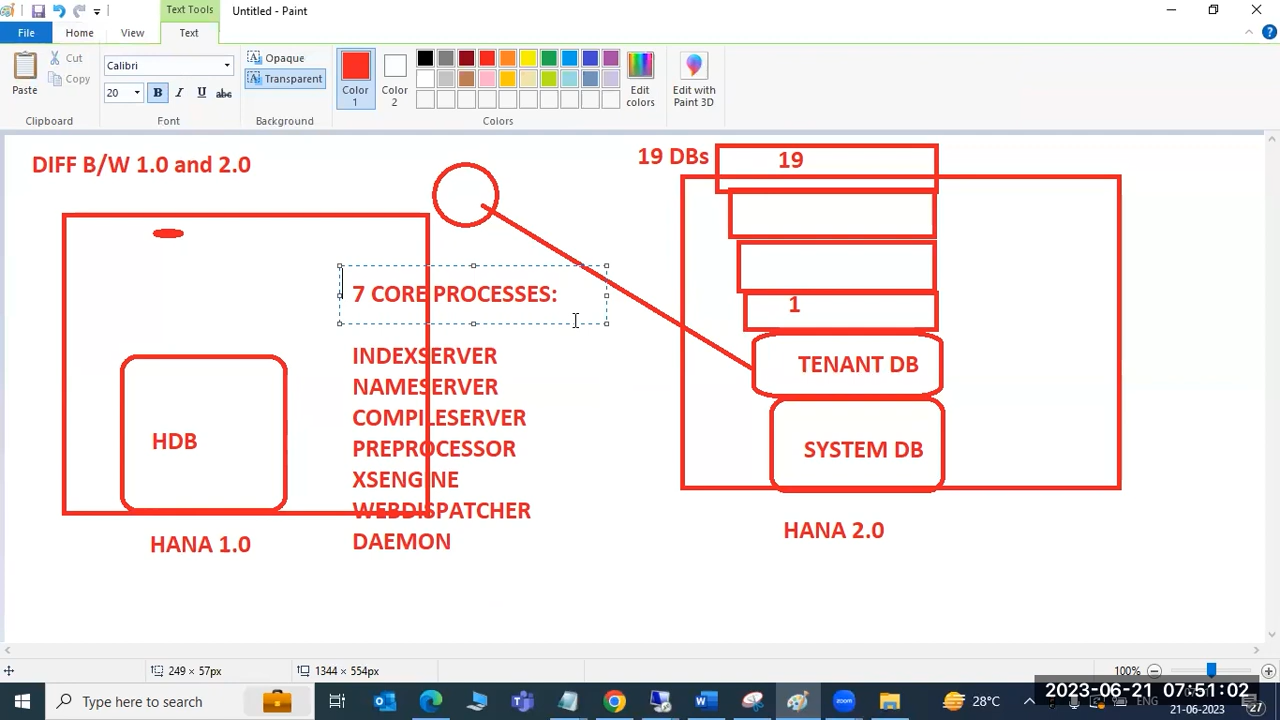 Text Tools
Untitled - Paint
File
Home
View
Text
Paste
Cut
Copy
Calibri
20
B
I
U
abc
Opaque
Transparent
Color
1
Color
2
Edit
colors
Edit with
Paint 3D
Clipboard
Font
Background
Colors
DIFF B/W 1.0 and 2.0
19 DBs
19
7 CORE PROCESSES:
1
INDEXSERVER
NAMESERVER
COMPILESERVER
PREPROCESSOR
XSENGINE
WEBDISPATCHER
DAEMON
TENANT DB
HDB
SYSTEM DB
HANA 1.0
HANA 2.0
249 × 57px
1344 × 554px
100%
Type here to search
zoom
28°C
ENG
2023-06-21 07:51:02
21-06-2023
27